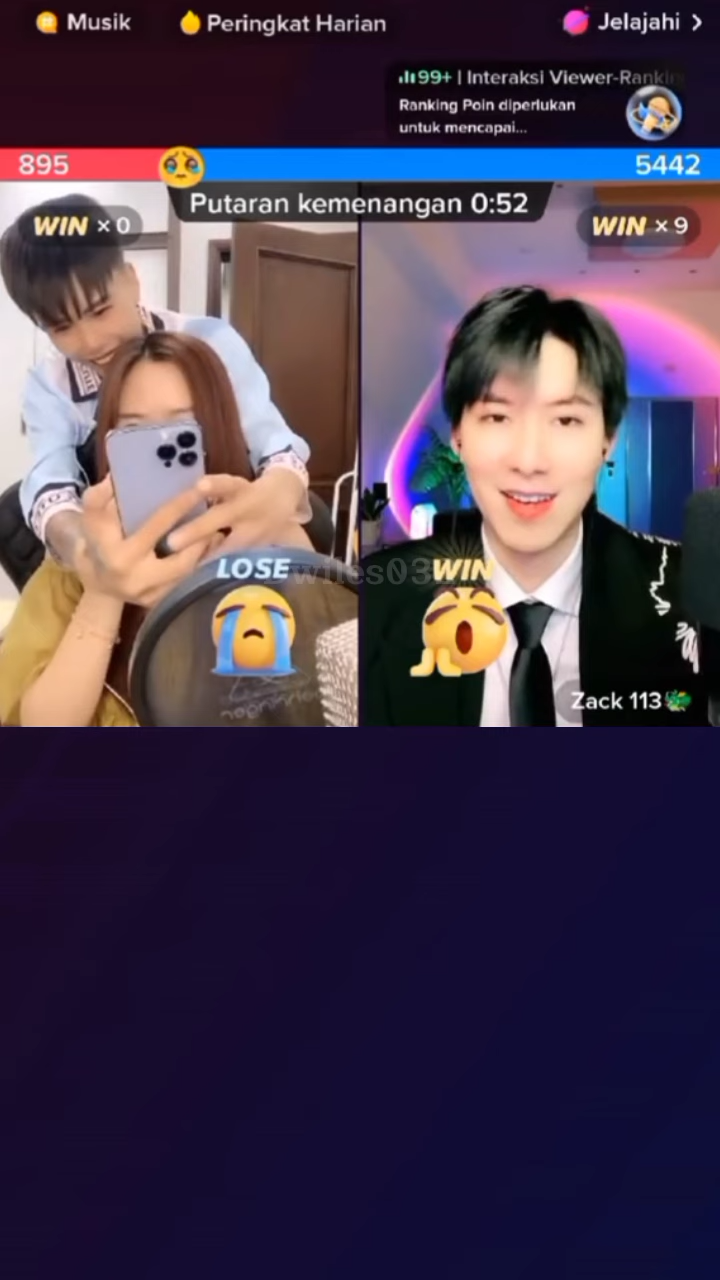 Musik
Peringkat Harian
Jelajahi
99+ | Interaksi Viewer-Rankin
Ranking Poin diperlukan
untuk mencapai...
895
5442
Putaran kemenangan 0:52
WIN × 0
WIN × 9
LOSE
WIN
Zack 113